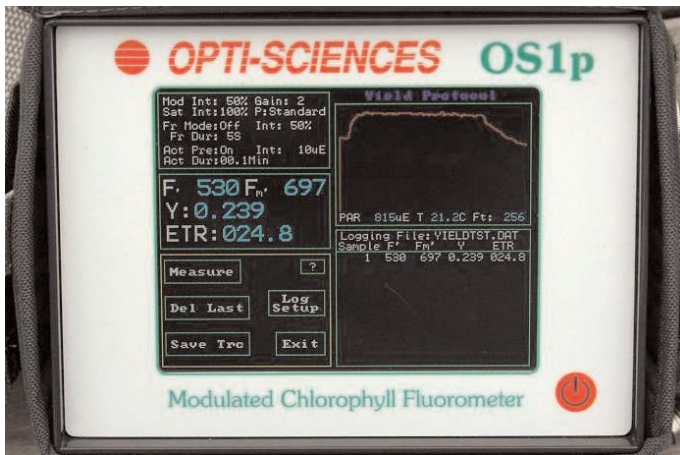 OPTI-SCIENCES OS1p
Mod Int: 50% Gain: 2
Sat Int:100% P:Standard
Fr Mode:Off Int: 50%
Fr Dur: 5S
Act Pre:On Int: 10uE
Act Dur:00.1Min
F' 530 Fm' 697
Y:0.239
ETR:024.8
Measure ?
Del Last Log Setup
Save Trc Exit
Yield Protocol
PAR 815uE T 21.2C Ft: 256
Logging File:YIELDTST.DAT
Sample F' Fm' Y ETR
1 530 697 0.239 024.8
Modulated Chlorophyll Fluorometer